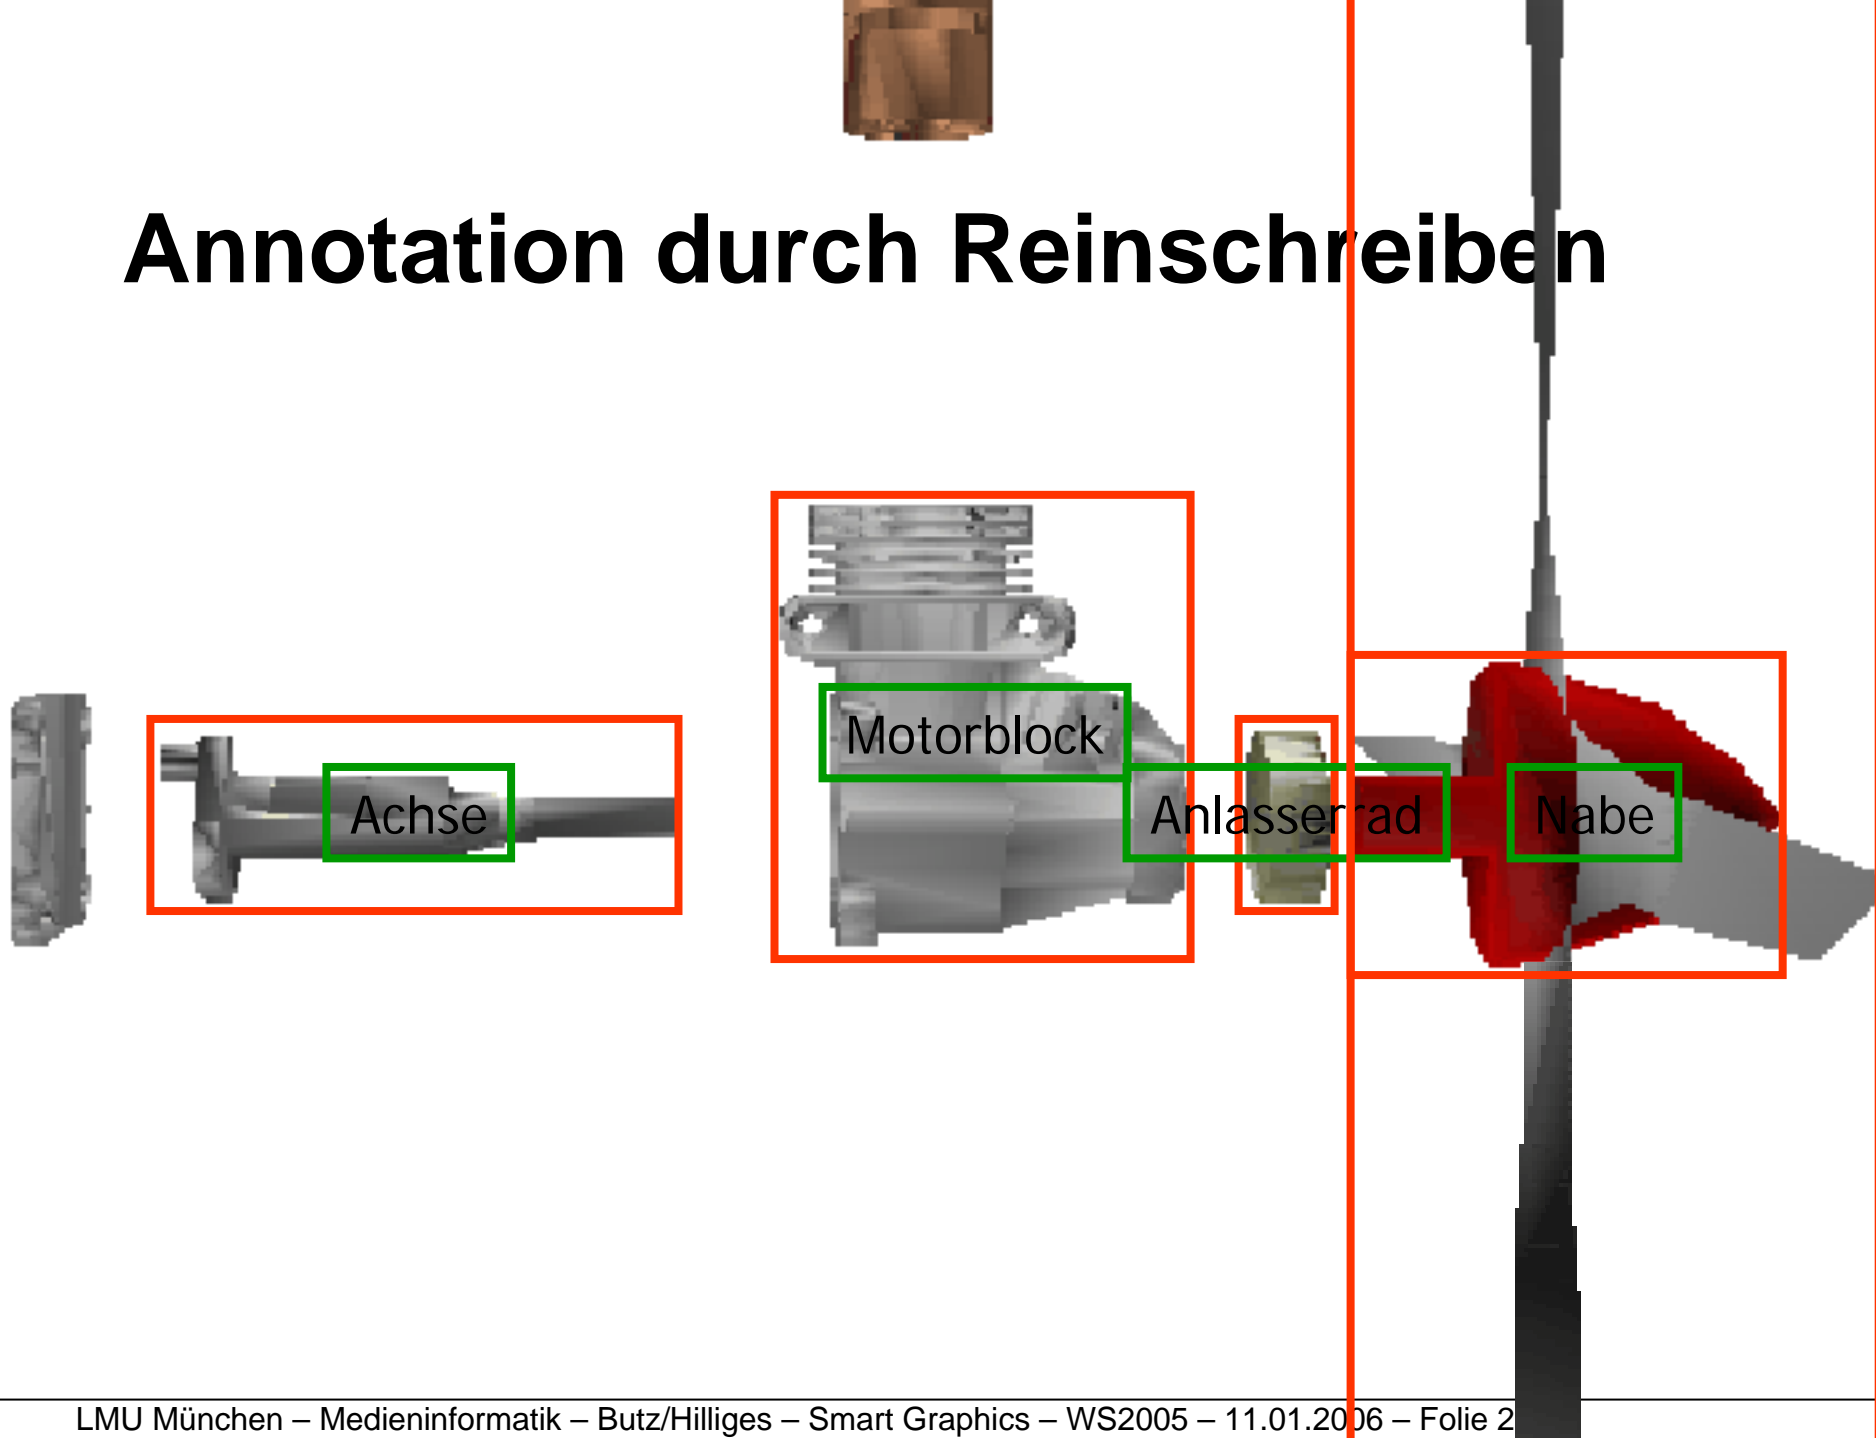 Annotation durch Reinschreiben
Motorblock
Achse
Anlasserrad
Nabe
LMU München – Medieninformatik – Butz/Hilliges – Smart Graphics – WS2005 – 11.01.2006 – Folie 2